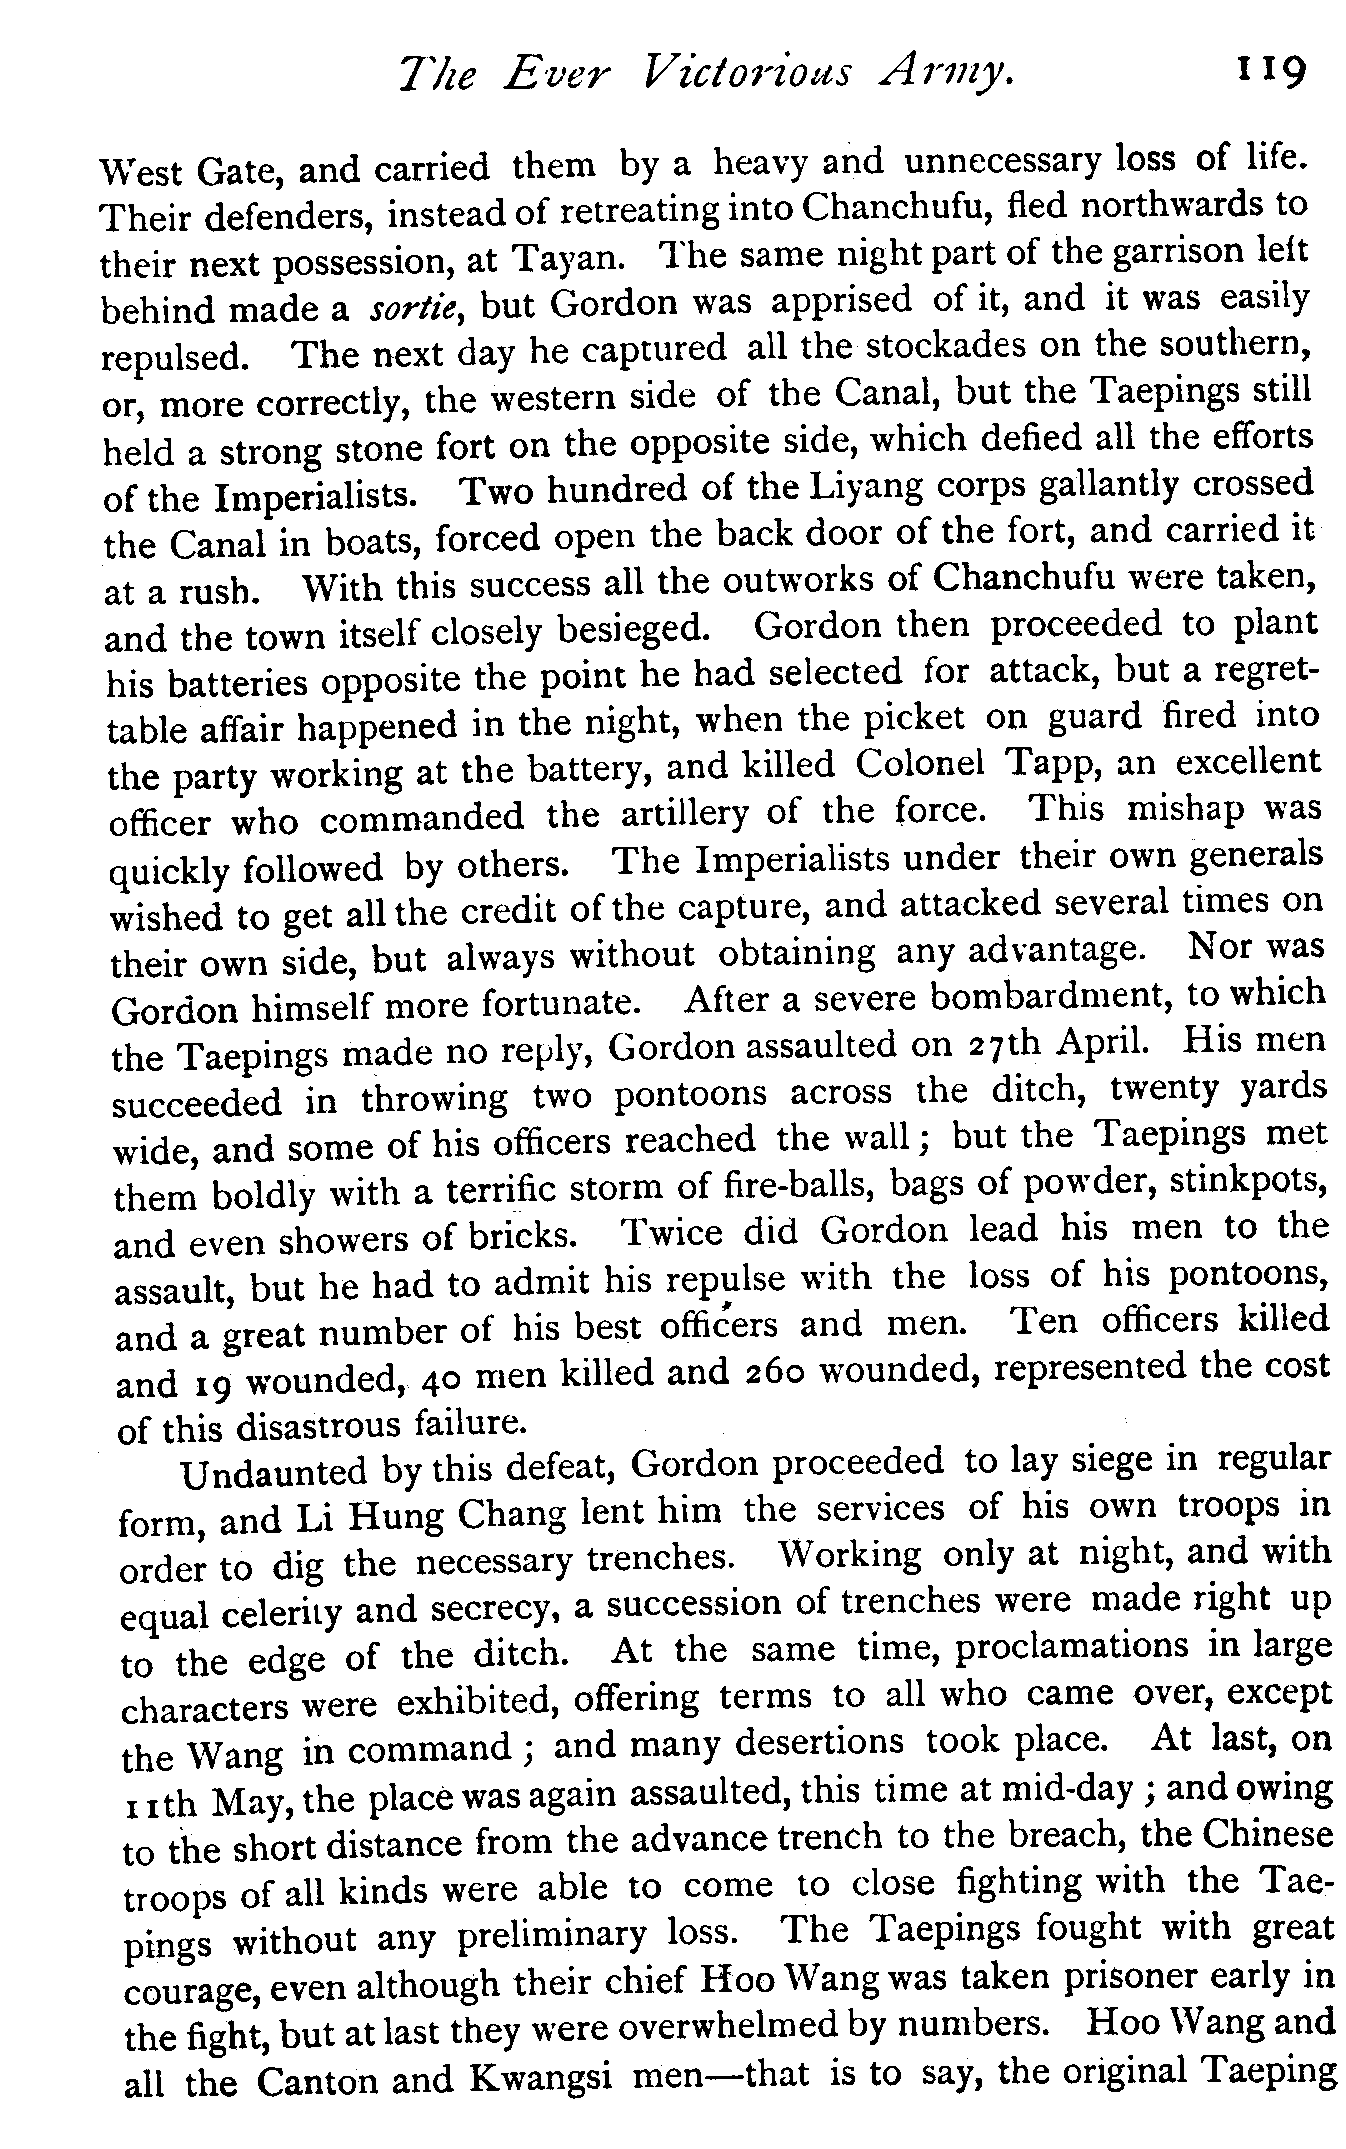 The Ever Victorious Army. 119
West Gate, and carried them by a heavy and unnecessary loss of life.
Their defenders, instead of retreating into Chanchufu, fled northwards to
their next possession, at Tayan. The same night part of the garrison left
behind made a sortie, but Gordon was apprised of it, and it was easily
repulsed. The next day he captured all the stockades on the southern,
or, more correctly, the western side of the Canal, but the Taepings still
held a strong stone fort on the opposite side, which defied all the efforts
of the Imperialists. Two hundred of the Liyang corps gallantly crossed
the Canal in boats, forced open the back door of the fort, and carried it
at a rush. With this success all the outworks of Chanchufu were taken,
and the town itself closely besieged. Gordon then proceeded to plant
his batteries opposite the point he had selected for attack, but a regret-
table affair happened in the night, when the picket on guard fired into
the party working at the battery, and killed Colonel Tapp, an excellent
officer who commanded the artillery of the force. This mishap was
quickly followed by others. The Imperialists under their own generals
wished to get all the credit of the capture, and attacked several times on
their own side, but always without obtaining any advantage. Nor was
Gordon himself more fortunate. After a severe bombardment, to which
the Taepings made no reply, Gordon assaulted on 27th April. His men
succeeded in throwing two pontoons across the ditch, twenty yards
wide, and some of his officers reached the wall; but the Taepings met
them boldly with a terrific storm of fire-balls, bags of powder, stinkpots,
and even showers of bricks. Twice did Gordon lead his men to the
assault, but he had to admit his repulse with the loss of his pontoons,
and a great number of his best officers and men. Ten officers killed
and 19 wounded, 40 men killed and 260 wounded, represented the cost
of this disastrous failure.
Undaunted by this defeat, Gordon proceeded to lay siege in regular
form, and Li Hung Chang lent him the services of his own troops in
order to dig the necessary trenches. Working only at night, and with
equal celerity and secrecy, a succession of trenches were made right up
to the edge of the ditch. At the same time, proclamations in large
characters were exhibited, offering terms to all who came over, except
the Wang in command; and many desertions took place. At last, on
11th May, the place was again assaulted, this time at mid-day; and owing
to the short distance from the advance trench to the breach, the Chinese
troops of all kinds were able to come to close fighting with the Tae-
pings without any preliminary loss. The Taepings fought with great
courage, even although their chief Hoo Wang was taken prisoner early in
the fight, but at last they were overwhelmed by numbers. Hoo Wang and
all the Canton and Kwangsi men—that is to say, the original Taeping